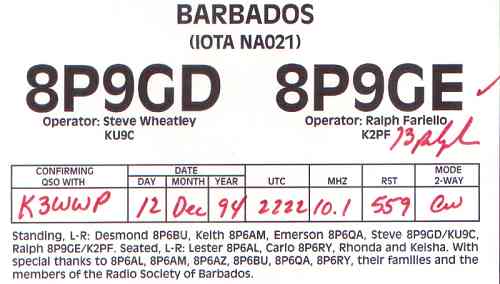 BARBADOS
(IOTA NA021)
8P9GD 8P9GE
Operator: Steve Wheatley Operator: Ralph Fariello
KU9C K2PF
CONFIRMING QSO WITH DATE UTC MHZ RST MODE 2-WAY
DAY MONTH YEAR
K3WWP 12 Dec 94 2222 10.1 559 CW
Standing, L-R: Desmond 8P6BU, Keith 8P6AM, Emerson 8P6QA, Steve 8P9GD/KU9C,
Ralph 8P9GE/K2PF. Seated, L-R: Lester 8P6AL, Carlo 8P6RY, Rhonda and Keisha. With
special thanks to 8P6AL, 8P6AM, 8P6AZ, 8P6BU, 8P6QA, 8P6RY, their families and the
members of the Radio Society of Barbados.